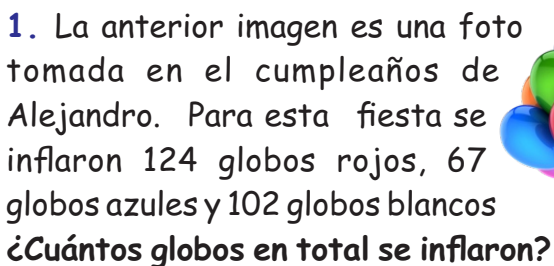 1. La anterior imagen es una foto
tomada en el cumpleaños de
Alejandro. Para esta fiesta se
inflaron 124 globos rojos, 67
globos azules y 102 globos blancos
¿Cuántos globos en total se inflaron?